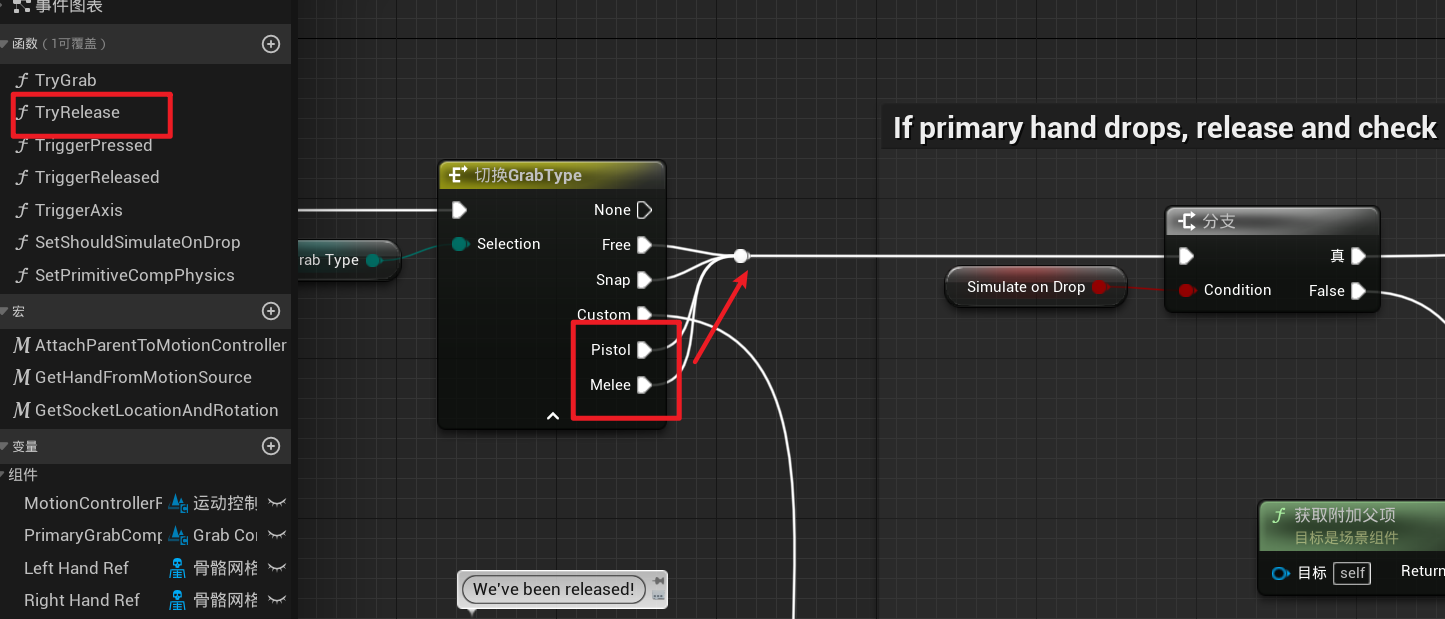 事件图表
函数（1可覆盖）
TryGrab
TryRelease
TriggerPressed
TriggerReleased
TriggerAxis
SetShouldSimulateOnDrop
SetPrimitiveCompPhysics
宏
AttachParentToMotionController
GetHandFromMotionSource
GetSocketLocationAndRotation
变量
组件
MotionControllerF 运动控制
PrimaryGrabComp Grab Co
Left Hand Ref 骨骼网格
Right Hand Ref 骨骼网格
切换GrabType
None
Selection
Free
Snap
Custom
Pistol
Melee
rab Type
We've been released!
If primary hand drops, release and check
Simulate on Drop
分支
真
Condition
False
获取附加父项
目标是场景组件
目标 self
Return